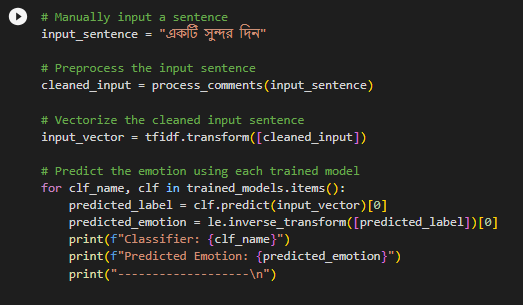 # Manually input a sentence
input_sentence = "একটি সুন্দর দিন"
# Preprocess the input sentence
cleaned_input = process_comments(input_sentence)
# Vectorize the cleaned input sentence
input_vector = tfidf.transform([cleaned_input])
# Predict the emotion using each trained model
for clf_name, clf in trained_models.items():
    predicted_label = clf.predict(input_vector)[0]
    predicted_emotion = le.inverse_transform([predicted_label])[0]
    print(f"Classifier: {clf_name}")
    print(f"Predicted Emotion: {predicted_emotion}")
    print("-------------------\n")